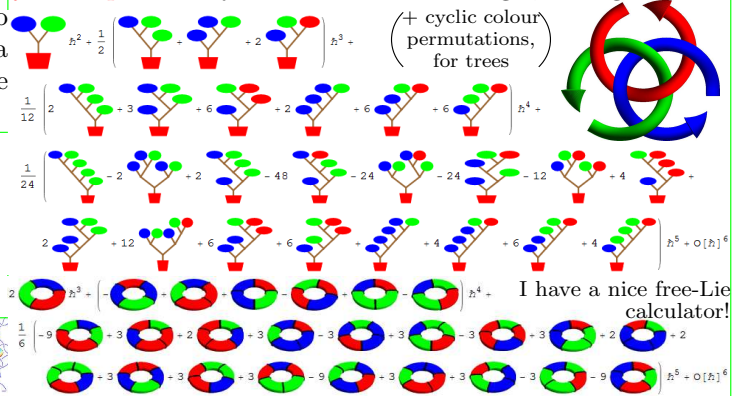 ℏ² + 1/2 ( + + 2 ) ℏ³ +
( + cyclic colour
permutations,
for trees )
1/12 ( 2 + 3 + 6 + 2 + 6 + 6 ) ℏ⁴ +
1/24 ( - 2 + 2 - 48 - 24 - 24 - 12 + 4 +
2 + 12 + 6 + 6 + + 4 + 6 + 4 ) ℏ⁵ + O[ℏ]⁶
2 ℏ³ + ( - + + - + - ) ℏ⁴ +
I have a nice free-Lie
calculator!
1/6 ( -9 + 3 + 2 + 3 - 3 + 3 - 3 + 3 + 2 + 2
+ 3 + 3 + 3 - 9 + 3 + 3 - 3 - 9 ) ℏ⁵ + O[ℏ]⁶